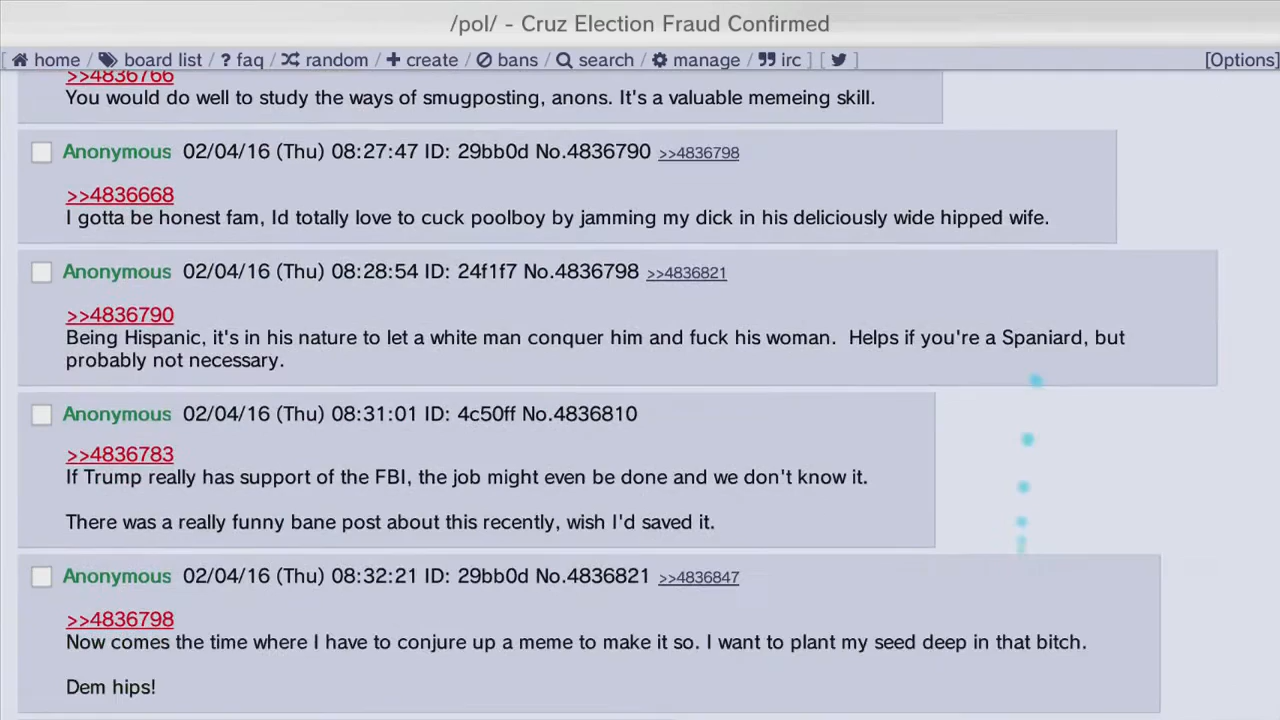 /pol/ - Cruz Election Fraud Confirmed
[ home / board list / ? faq / random / + create / bans / search / manage / irc ] [ ] [Options]
>>4836766
You would do well to study the ways of smugposting, anons. It's a valuable memeing skill.
Anonymous 02/04/16 (Thu) 08:27:47 ID: 29bb0d No.4836790 >>4836798
>>4836668
I gotta be honest fam, Id totally love to cuck poolboy by jamming my dick in his deliciously wide hipped wife.
Anonymous 02/04/16 (Thu) 08:28:54 ID: 24f1f7 No.4836798 >>4836821
>>4836790
Being Hispanic, it's in his nature to let a white man conquer him and fuck his woman.  Helps if you're a Spaniard, but
probably not necessary.
Anonymous 02/04/16 (Thu) 08:31:01 ID: 4c50ff No.4836810
>>4836783
If Trump really has support of the FBI, the job might even be done and we don't know it.
There was a really funny bane post about this recently, wish I'd saved it.
Anonymous 02/04/16 (Thu) 08:32:21 ID: 29bb0d No.4836821 >>4836847
>>4836798
Now comes the time where I have to conjure up a meme to make it so. I want to plant my seed deep in that bitch.
Dem hips!